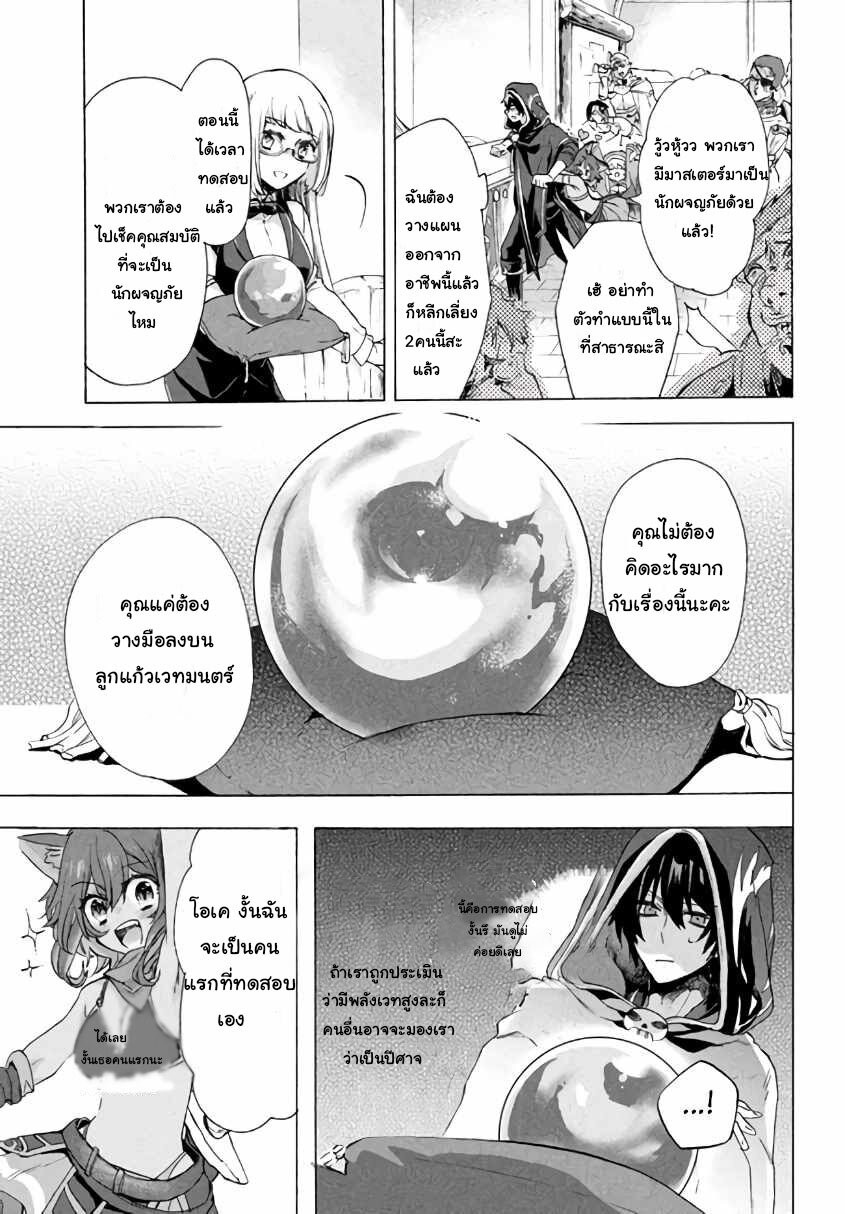 วู้วหู้วว พวกเรา
มีมาสเตอร์มาเป็น
นักผจญภัยด้วย
แล้ว!
เฮ้ อย่าทำ
ตัวทำแบบนี้ใน
ที่สาธารณะสิ
ฉันต้อง
วางแผน
ออกจาก
อาชีพนี้แล้ว
ก็หลีกเลี่ยง
2คนนี้สะ
แล้ว
ตอนนี้
ได้เวลา
ทดสอบ
แล้ว
พวกเราต้อง
ไปเช็คคุณสมบัติ
ที่จะเป็น
นักผจญภัย
ไหม
คุณไม่ต้อง
คิดอะไรมาก
กับเรื่องนี้นะคะ
คุณแค่ต้อง
วางมือลงบน
ลูกแก้วเวทมนตร์
นี้คือการทดสอบ
งั้นรึ มันดูไม่
ค่อยดีเลย
ถ้าเราถูกประเมิน
ว่ามีพลังเวทสูงละก็
คนอื่นอาจจะมองเรา
ว่าเป็นปีศาจ
...!
โอเค งั้นฉัน
จะเป็นคน
แรกที่ทดสอบ
เอง
ได้เลย
งั้นเธอคนแรกนะ